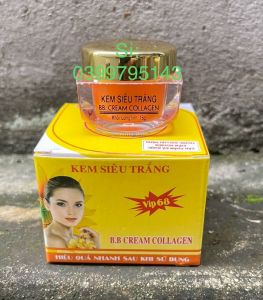 Sỉ
0399795143
KEM SIÊU TRẮNG
BB. CREAM COLLAGEN
KEM SIÊU TRẮNG
Vip 68
B.B CREAM COLLAGEN
HIỆU QUẢ NHANH SAU KHI SỬ DỤNG